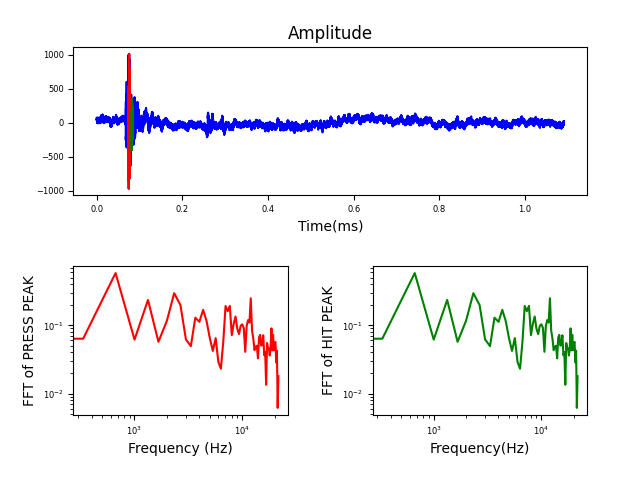 Amplitude
1000
500
0
−500
−1000
0.0 0.2 0.4 0.6 0.8 1.0
Time(ms)
FFT of PRESS PEAK
10⁻¹
10⁻²
10³ 10⁴
Frequency (Hz)
FFT of HIT PEAK
10⁻¹
10⁻²
10³ 10⁴
Frequency(Hz)